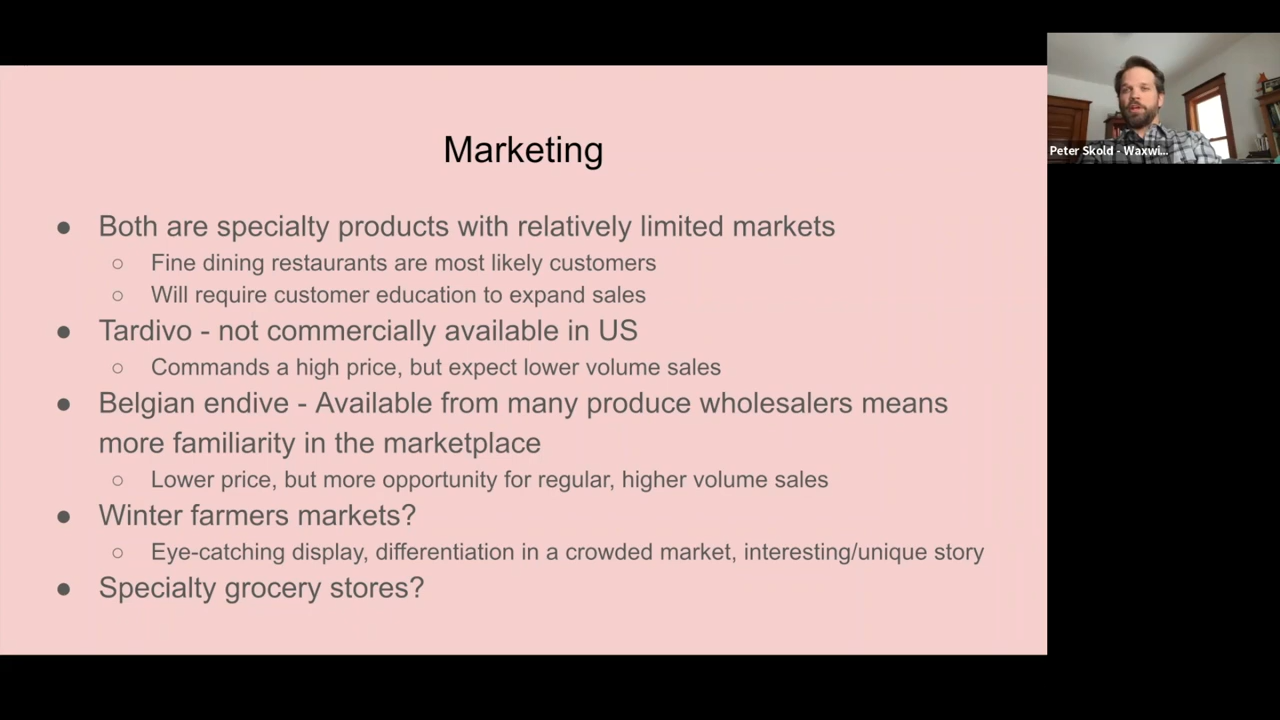 Marketing
● Both are specialty products with relatively limited markets
○ Fine dining restaurants are most likely customers
○ Will require customer education to expand sales
● Tardivo - not commercially available in US
○ Commands a high price, but expect lower volume sales
● Belgian endive - Available from many produce wholesalers means
more familiarity in the marketplace
○ Lower price, but more opportunity for regular, higher volume sales
● Winter farmers markets?
○ Eye-catching display, differentiation in a crowded market, interesting/unique story
● Specialty grocery stores?
Peter Skold - Waxwi...